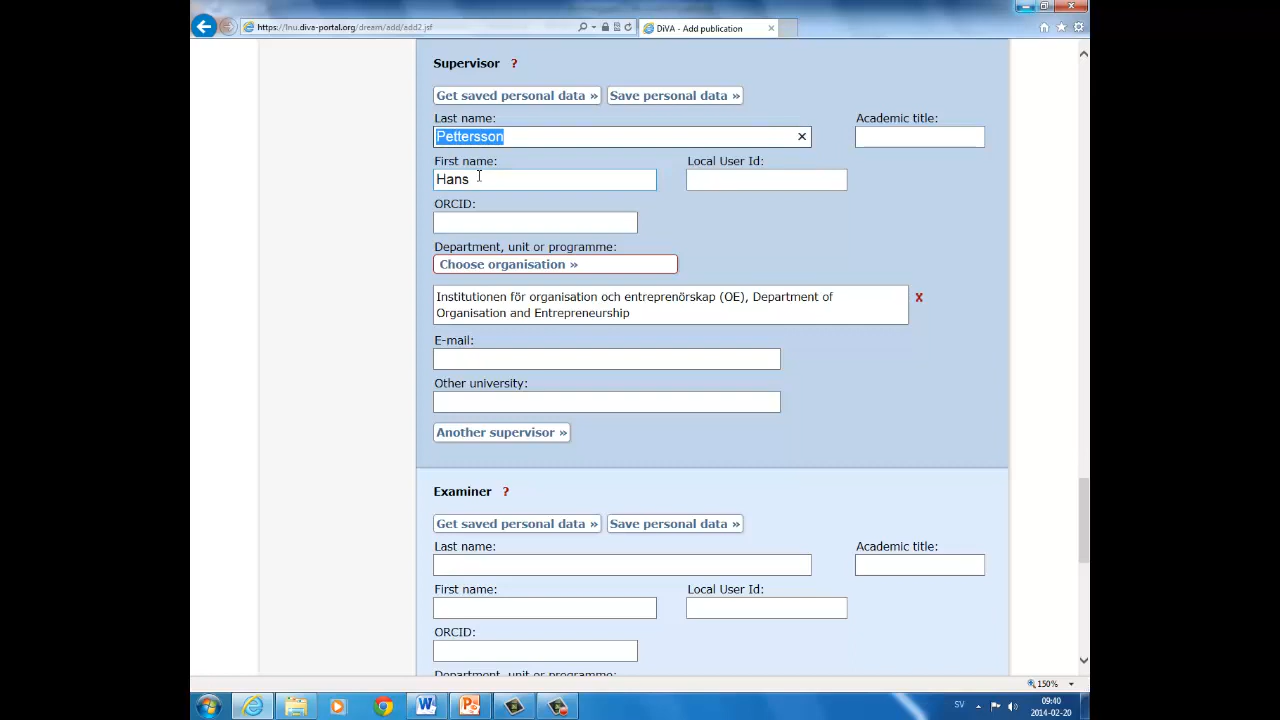 https://lnu.diva-portal.org/dream/add/add2.jsf
DiVA - Add publication
Supervisor ?
Get saved personal data »
Save personal data »
Last name:
Academic title:
Pettersson
First name:
Local User Id:
Hans
ORCID:
Department, unit or programme:
Choose organisation »
Institutionen för organisation och entreprenörskap (OE), Department of
Organisation and Entrepreneurship
X
E-mail:
Other university:
Another supervisor »
Examiner ?
Get saved personal data »
Save personal data »
Last name:
Academic title:
First name:
Local User Id:
ORCID:
Department, unit or programme:
150%
SV
09:40
2014-02-20